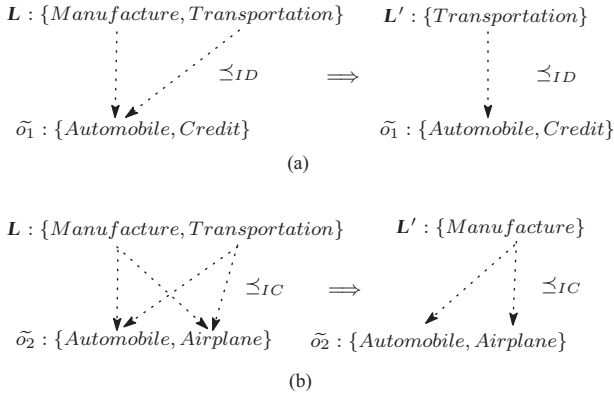 L : {Manufacture, Transportation} L' : {Transportation}
⪯ID ⟹ ⪯ID
õ1 : {Automobile, Credit} õ1 : {Automobile, Credit}
(a)
L : {Manufacture, Transportation} L' : {Manufacture}
⪯IC ⟹ ⪯IC
õ2 : {Automobile, Airplane} õ2 : {Automobile, Airplane}
(b)